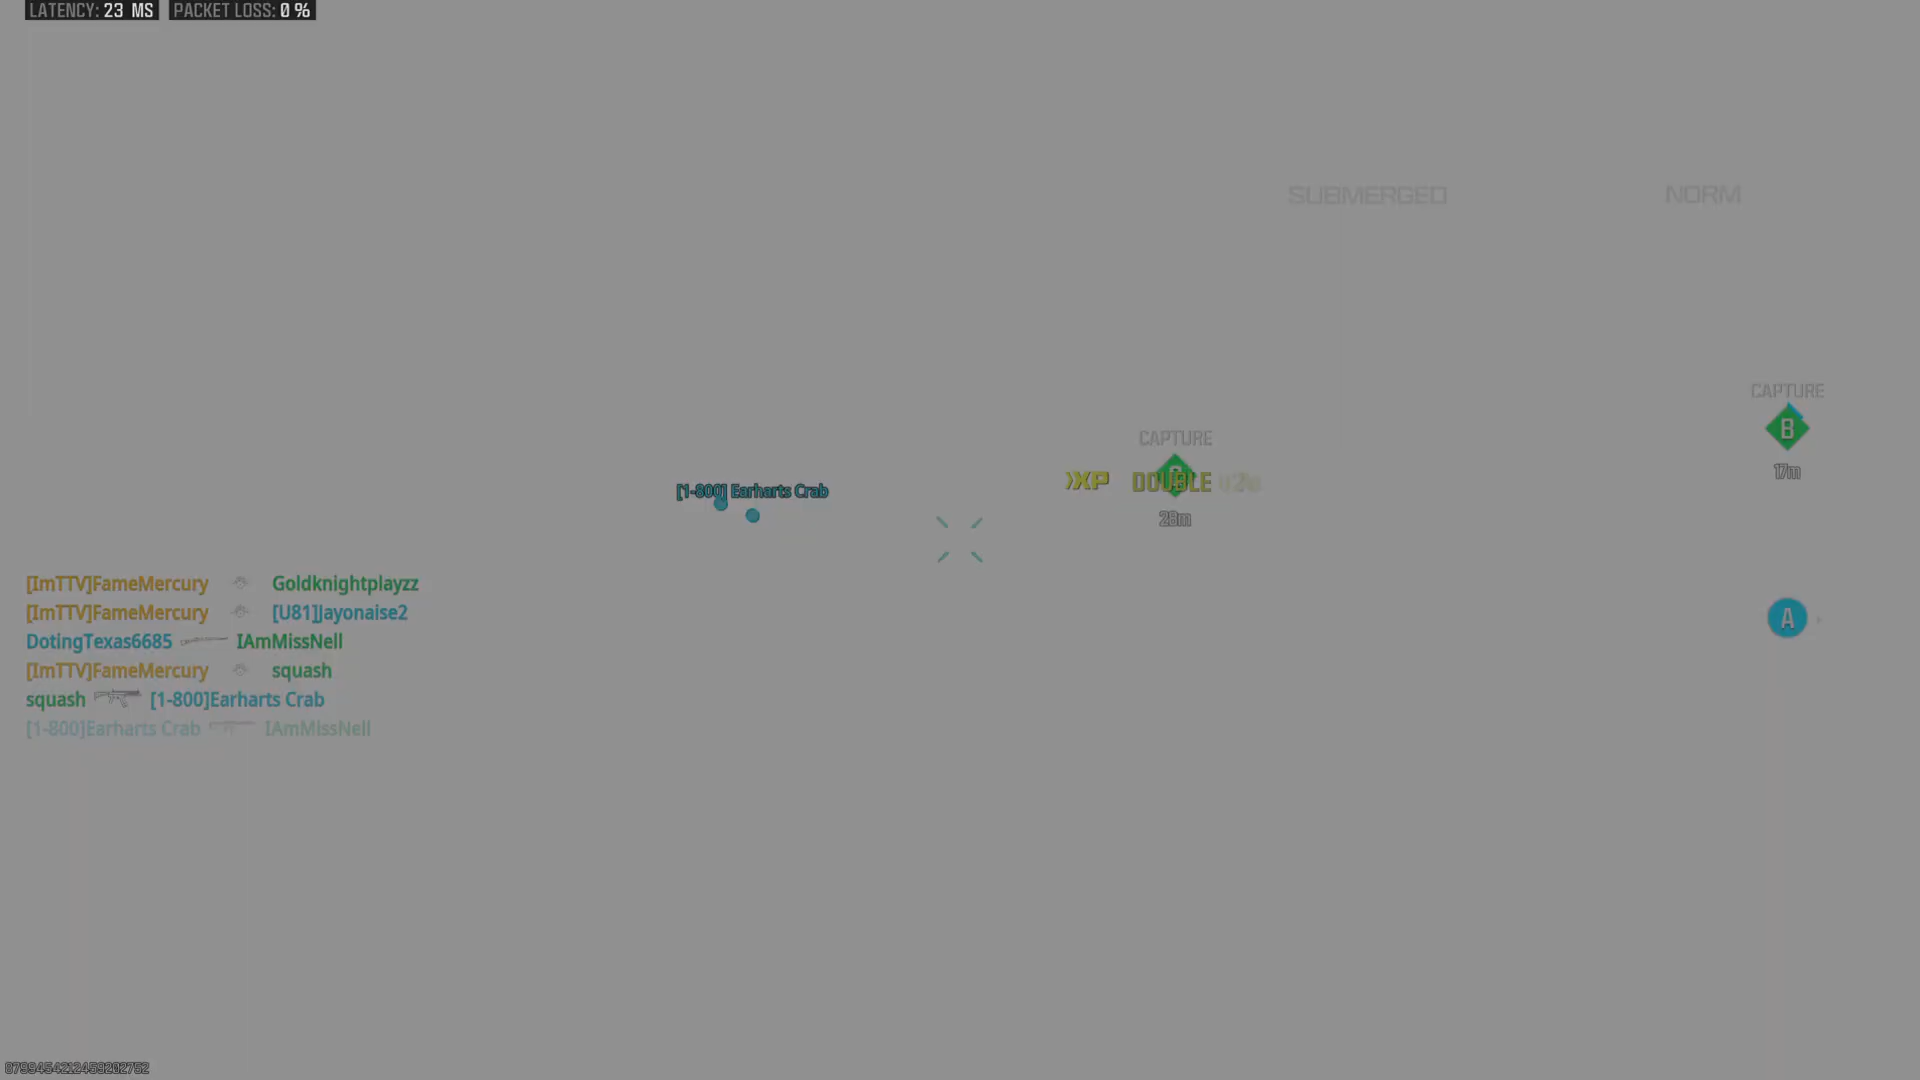 LATENCY: 23 MS PACKET LOSS: 0 %
SUBMERGED NORM
CAPTURE
B
17m
CAPTURE
XP DOUBLE
28m
[1-800] Earharts Crab
[ImTTV]FameMercury Goldknightplayzz
[ImTTV]FameMercury [U81]Jayonaise2
DotingTexas6685 IAmMissNell
A
[ImTTV]FameMercury squash
squash [1-800]Earharts Crab
[1-800]Earharts Crab IAmMissNell